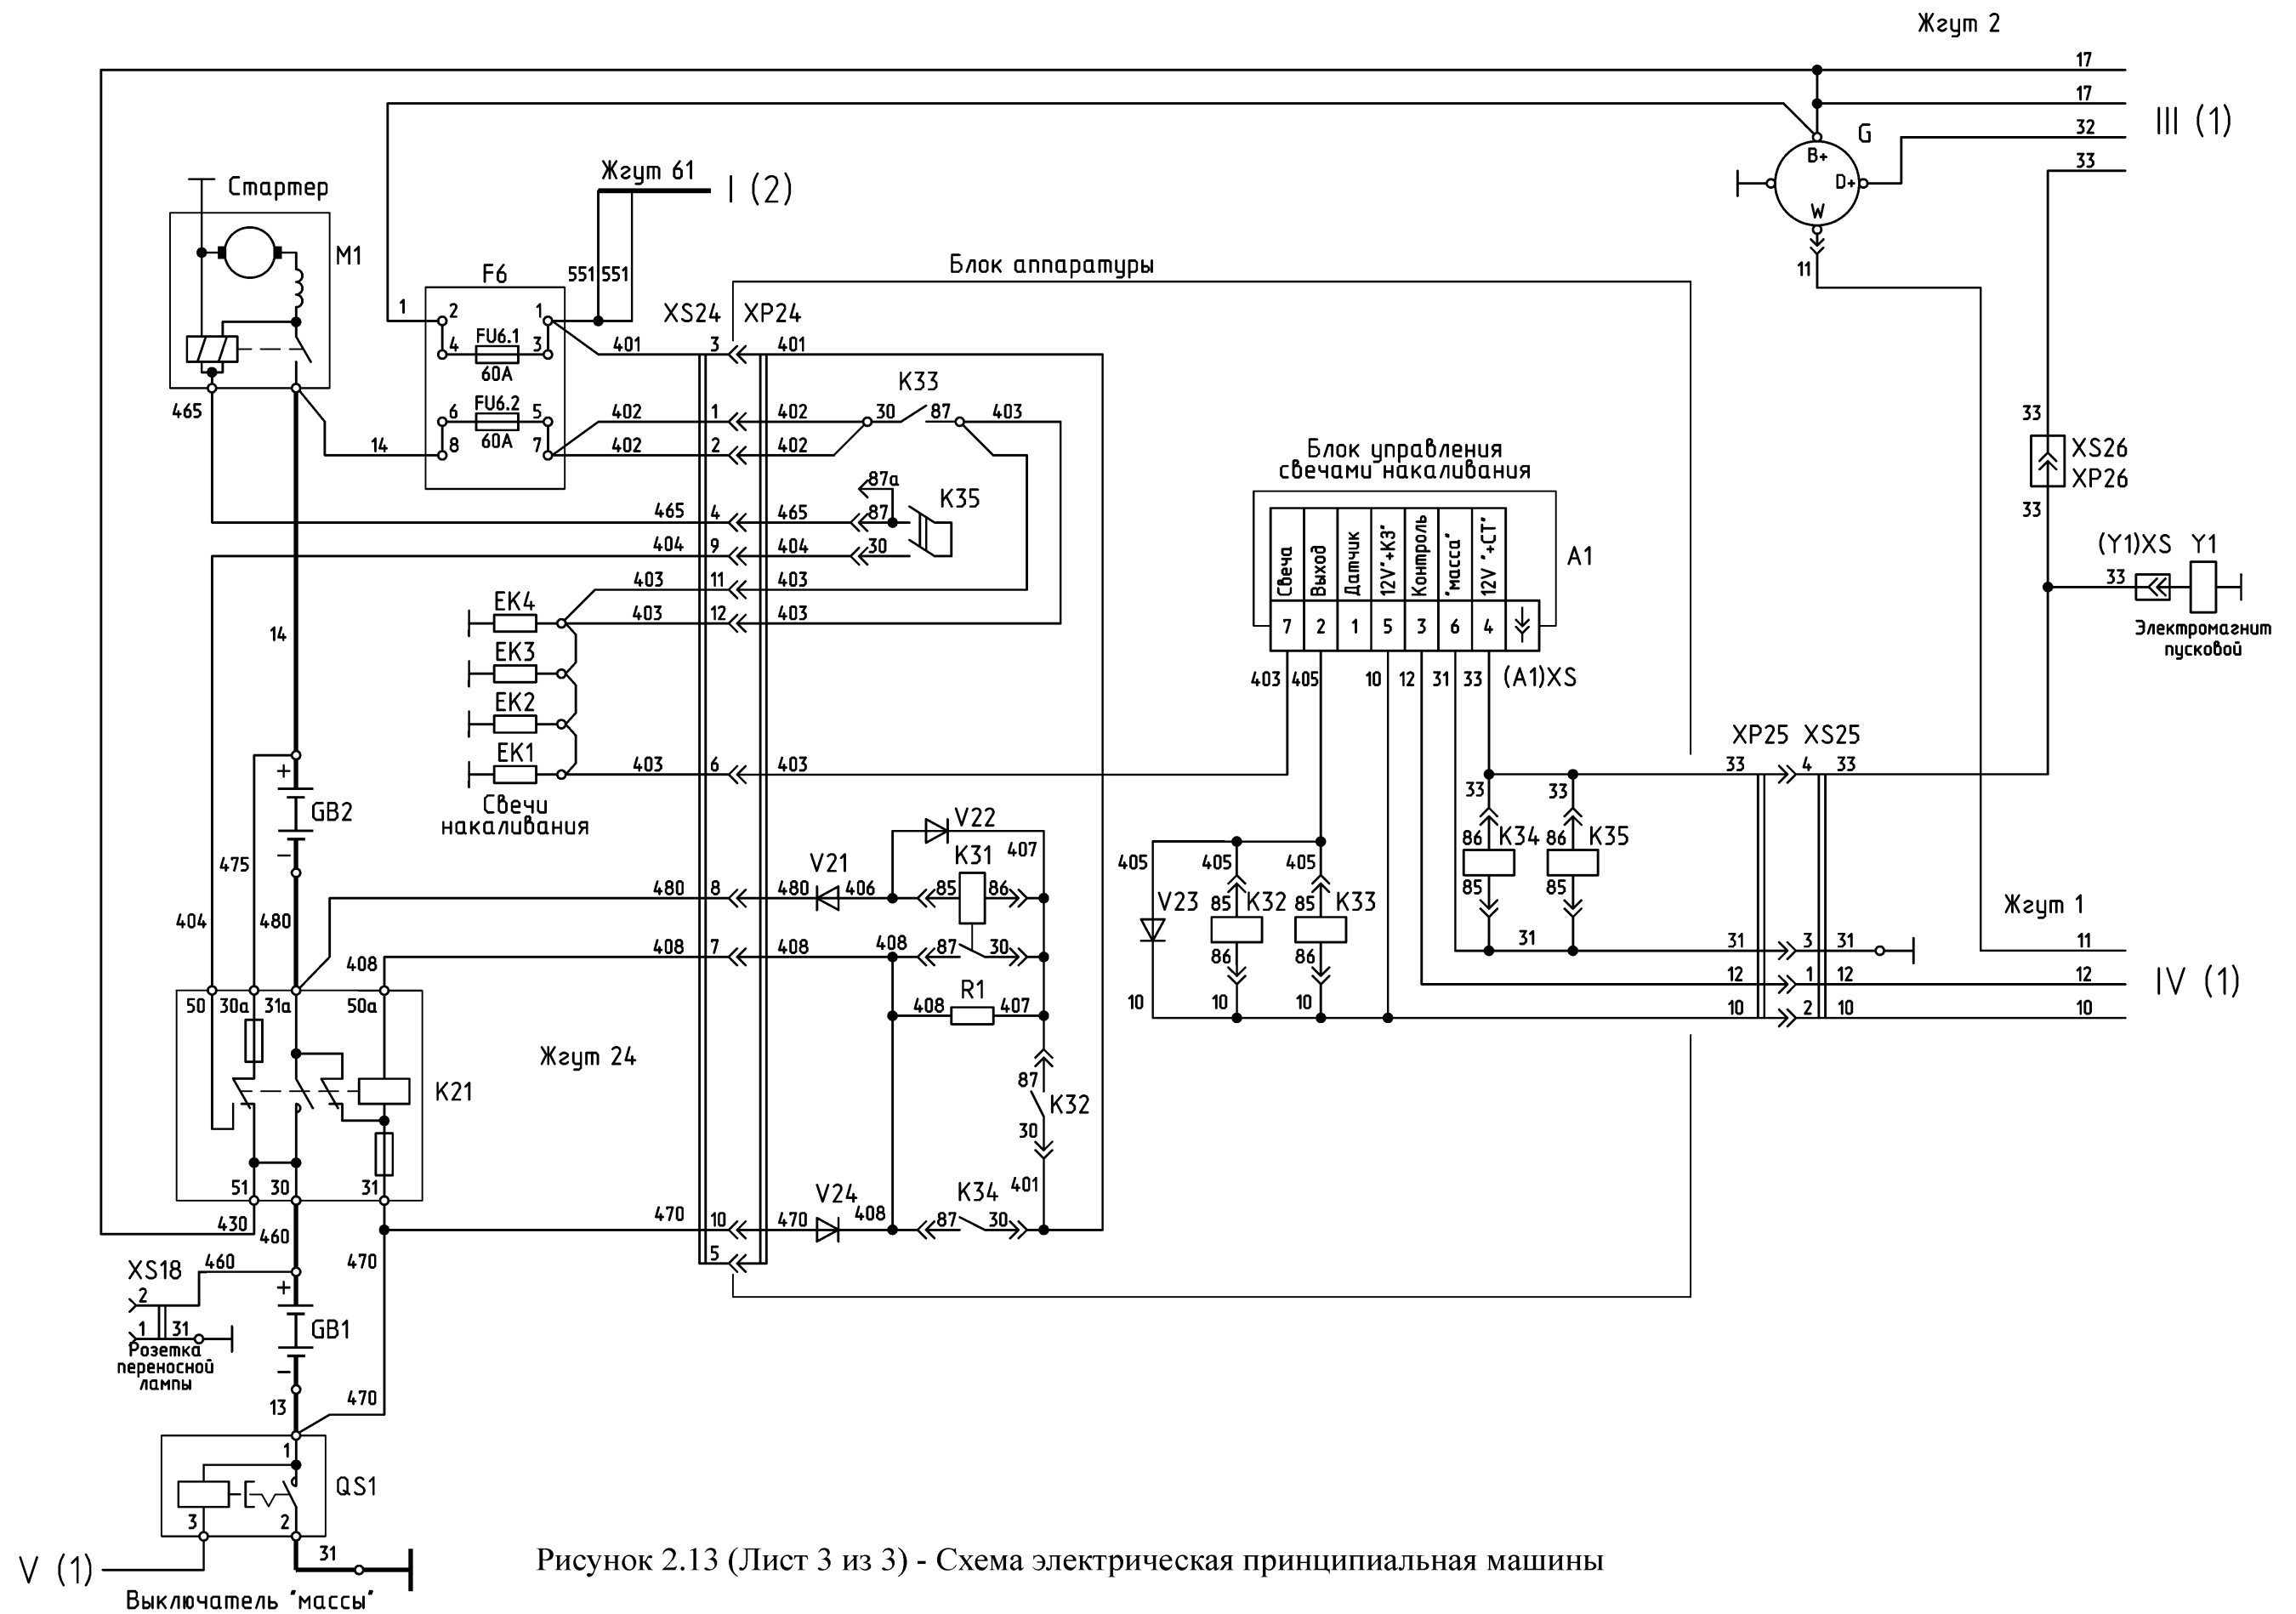 Жгут 2
17
17
III (1)
32
33
G
B+
D+
W
11
Жгут 61
I (2)
Стартер
M1
F6
551 551
1
2
1
FU6.1
4
3
60А
FU6.2
6
5
60А
8
7
465
14
Блок аппаратуры
XS24 XP24
401 3 401
402 1 402
402 2 402
465 4 465
404 9 404
403 11 403
403 12 403
K33
30 87 403
87а
87
K35
30
EK4
EK3
EK2
EK1
Свечи
накаливания
403 6 403
Блок управления
свечами накаливания
A1
Свеча
Выход
Датчик
12V"+КЗ"
Контроль
"масса"
12V "+СТ"
7 2 1 5 3 6 4
403 405 10 12 31 33 (A1)XS
33
XS26
XP26
33
(Y1)XS Y1
33
Электромагнит
пусковой
XP25 XS25
33 4 33
14
+
GB2
–
475
480
404
408
V22
407
V21
K31
480 8 480 406 85 86
408 7 408 408 87 30
R1
408 407
87
K32
30
401
V24
K34
470 10 470 408 87 30
5
33 33
86 K34 86 K35
85 85
405 405 405
V23 85 K32 85 K33
86 86
10 10 10
31
31 3 31
12 1 12
10 2 10
Жгут 1
11
12
10
IV (1)
50 30а 31а 50а
K21
Жгут 24
51 30 31
430
460
470
XS18
460
2
1 31
Розетка
переносной
лампы
+
GB1
–
13
470
1
QS1
3 2
31
V (1)
Выключатель "массы"
Рисунок 2.13 (Лист 3 из 3) - Схема электрическая принципиальная машины